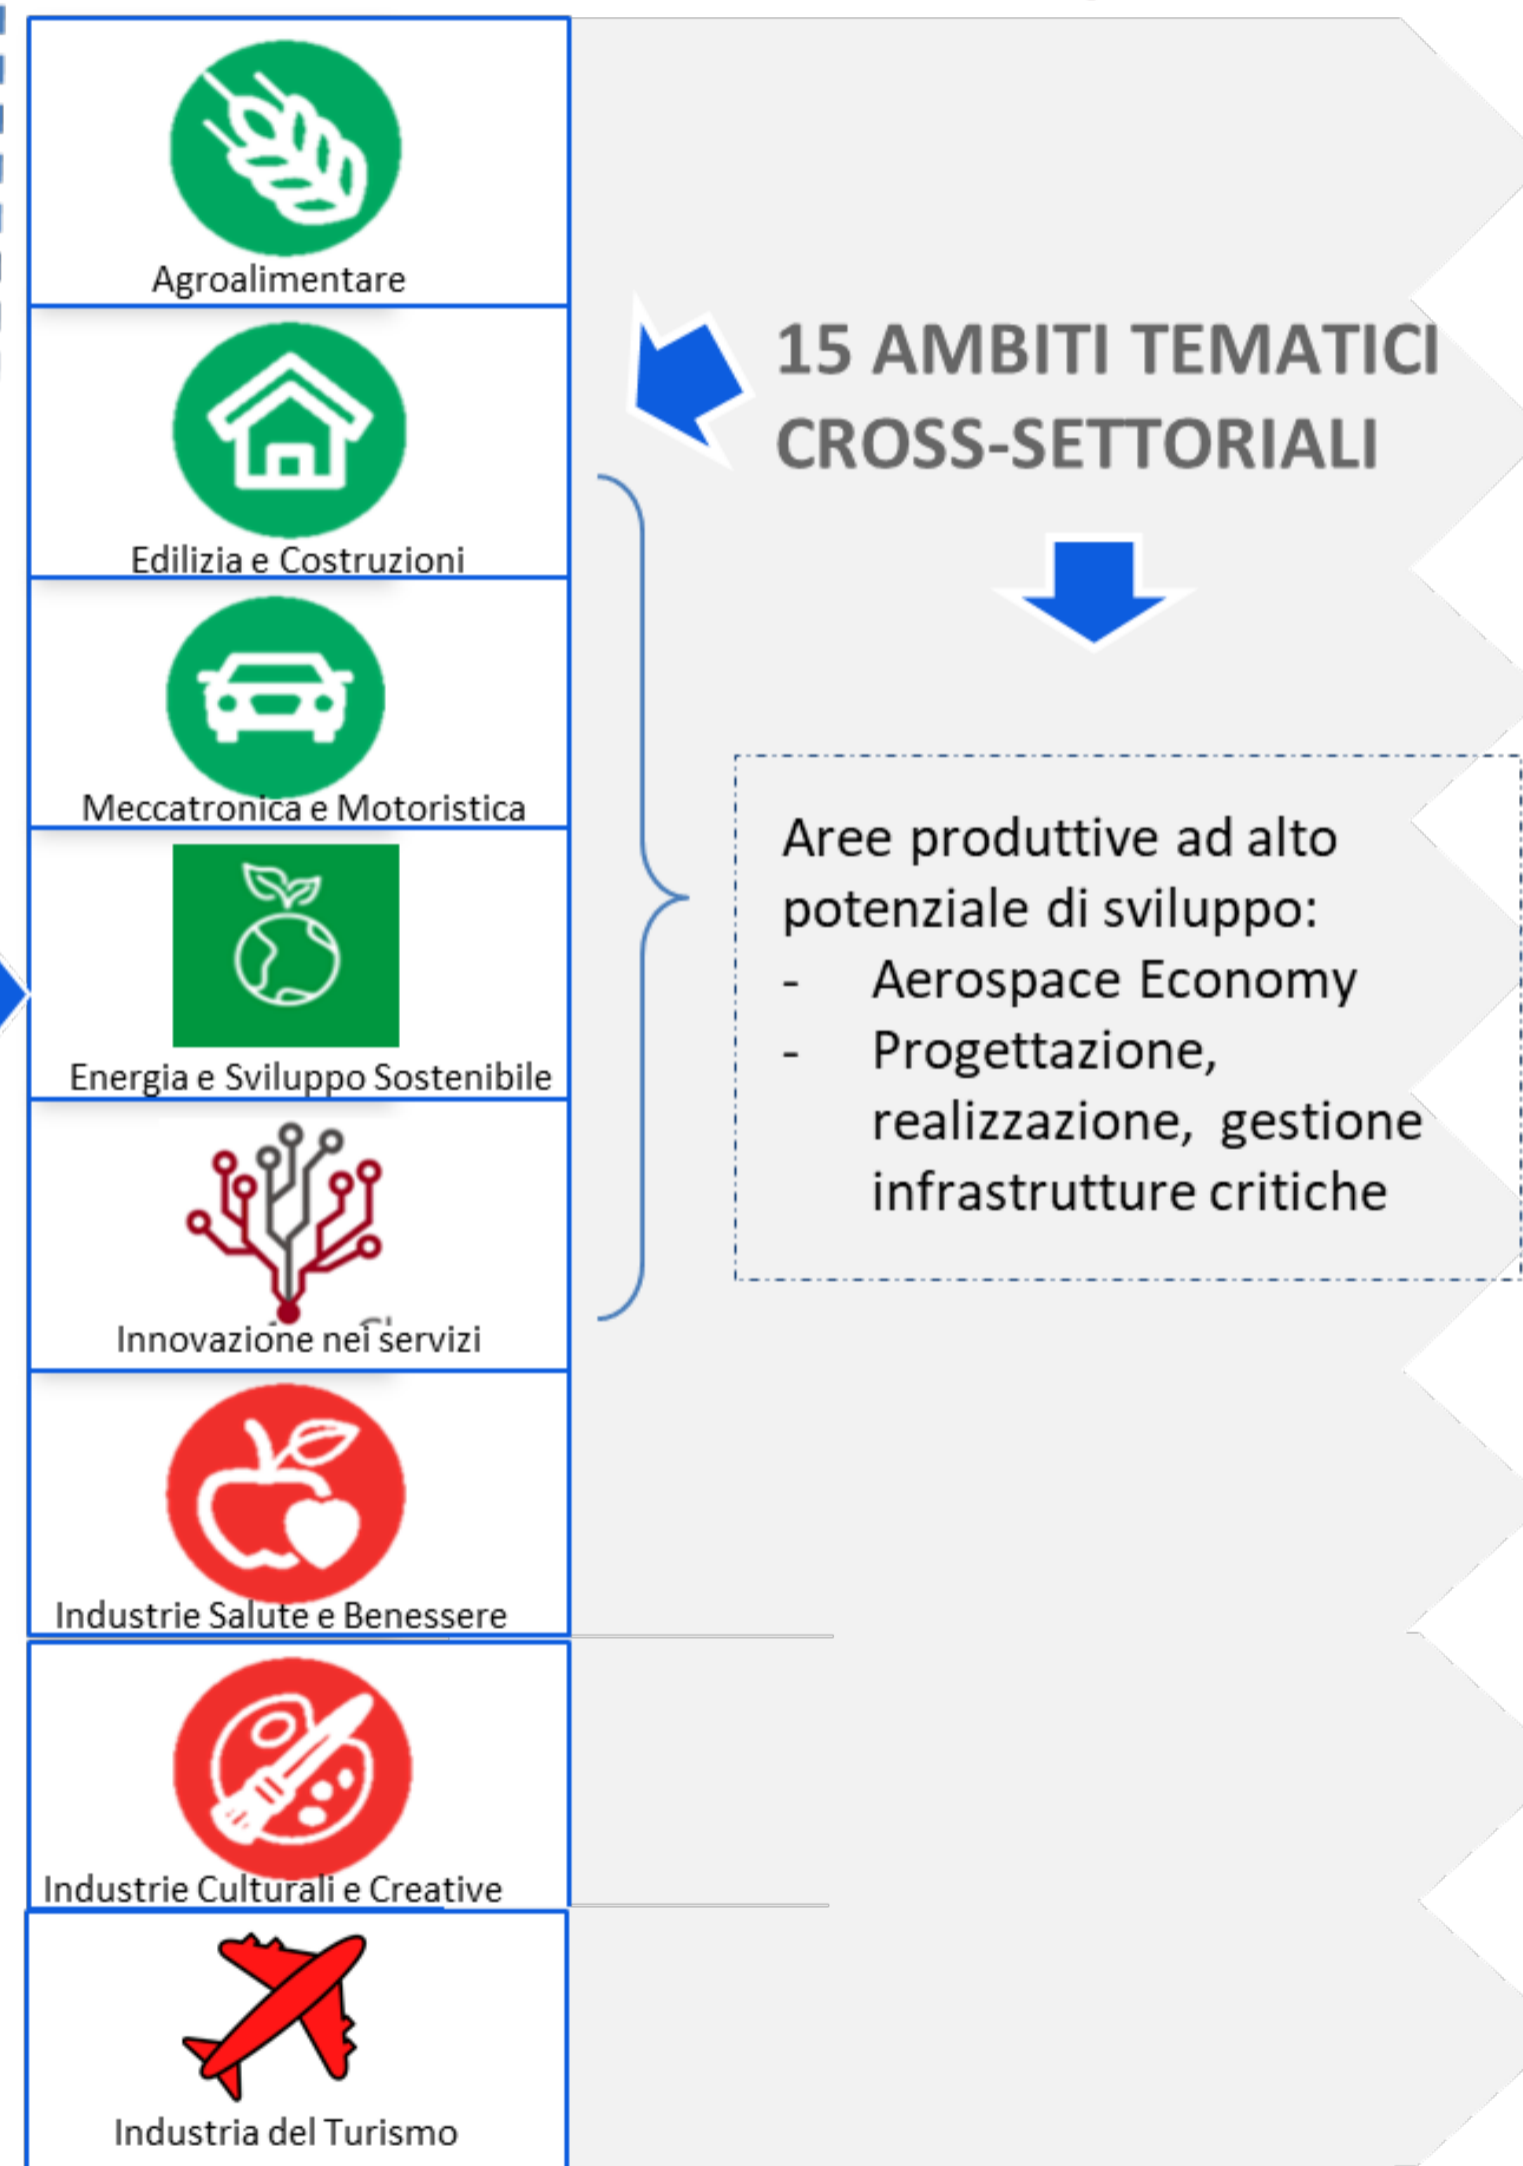 Agroalimentare
Edilizia e Costruzioni
Meccatronica e Motoristica
Energia e Sviluppo Sostenibile
Innovazione nei servizi
Industrie Salute e Benessere
Industrie Culturali e Creative
Industria del Turismo
15 AMBITI TEMATICI
CROSS-SETTORIALI
Aree produttive ad alto
potenziale di sviluppo:
- Aerospace Economy
- Progettazione,
realizzazione, gestione
infrastrutture critiche